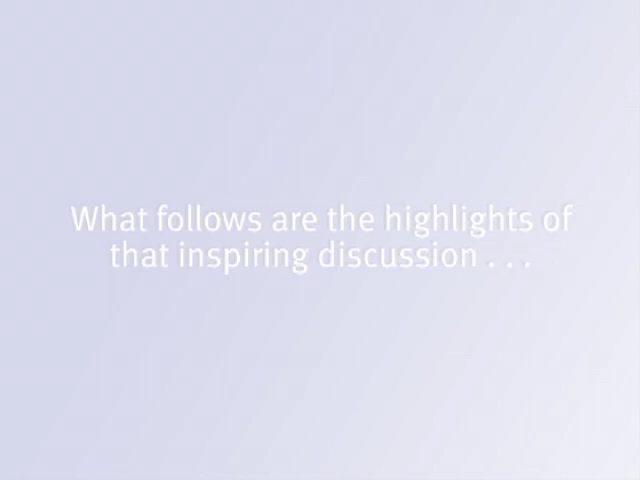 What follows are the highlights of
that inspiring discussion . . .